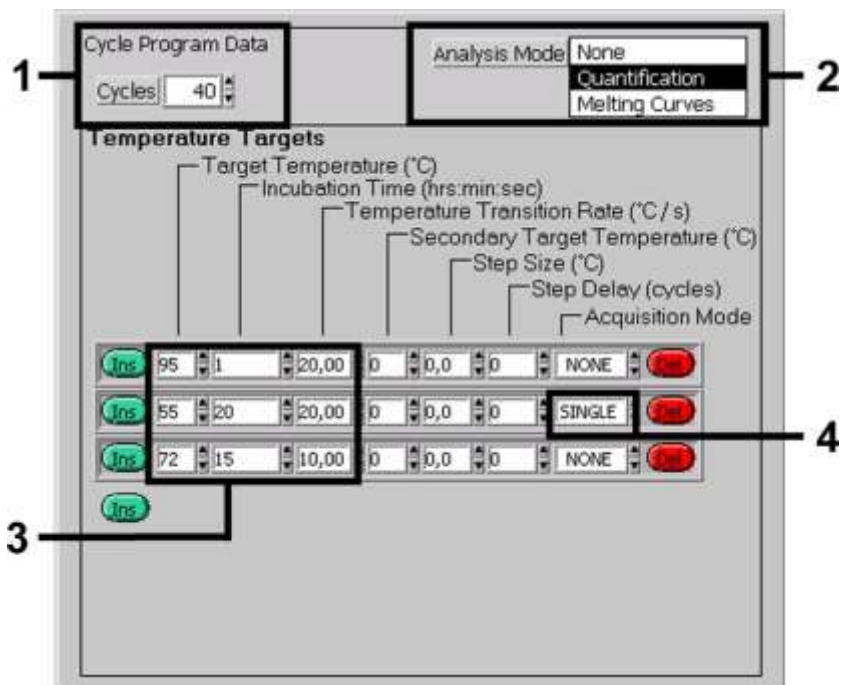 Cycle Program Data
Cycles 40
Analysis Mode None
Quantification
Melting Curves
1
2
Temperature Targets
Target Temperature (°C)
Incubation Time (hrs:min:sec)
Temperature Transition Rate (°C / s)
Secondary Target Temperature (°C)
Step Size (°C)
Step Delay (cycles)
Acquisition Mode
Ins 95 1 20,00 0 0,0 0 NONE Del
Ins 55 20 20,00 0 0,0 0 SINGLE Del
Ins 72 15 10,00 0 0,0 0 NONE Del
Ins
4
3